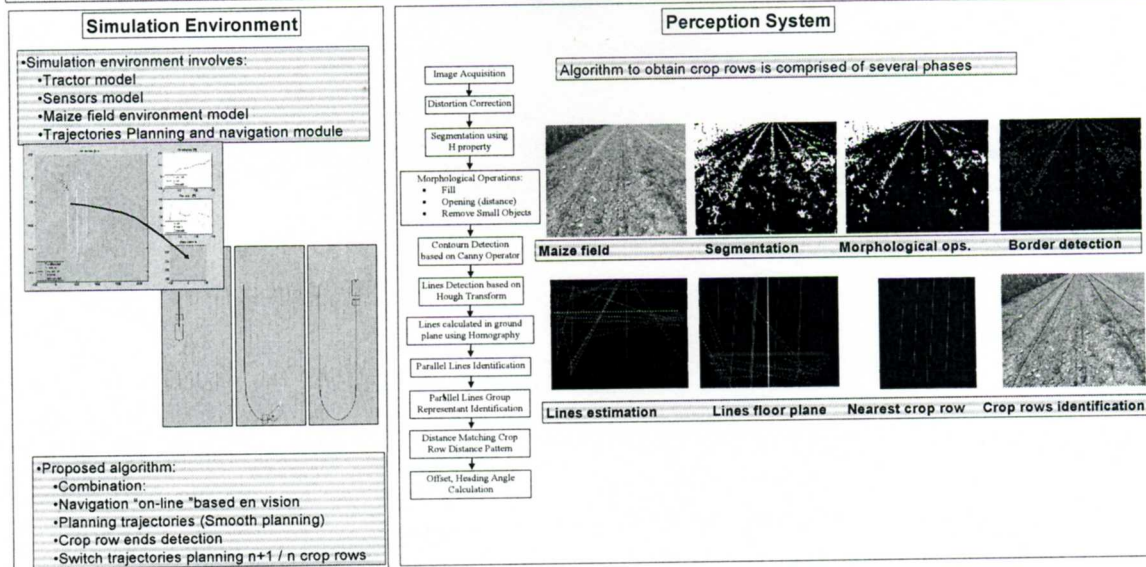 Simulation Environment
•Simulation environment involves:
•Tractor model
•Sensors model
•Maize field environment model
•Trajectories Planning and navigation module
•Proposed algorithm:
•Combination:
•Navigation "on-line "based en vision
•Planning trajectories (Smooth planning)
•Crop row ends detection
•Switch trajectories planning n+1 / n crop rows
Perception System
Image Acquisition
Distortion Correction
Segmentation using
H property
Morphological Operations:
▪ Fill
▪ Opening (distance)
▪ Remove Small Objects
Contourn Detection
based on Canny Operator
Lines Detection based on
Hough Transform
Lines calculated in ground
plane using Homography
Parallel Lines Identification
Parallel Lines Group
Representant Identification
Distance Matching Crop
Row Distance Pattern
Offset, Heading Angle
Calculation
Algorithm to obtain crop rows is comprised of several phases
Maize field
Segmentation
Morphological ops.
Border detection
Lines estimation
Lines floor plane
Nearest crop row
Crop rows identification